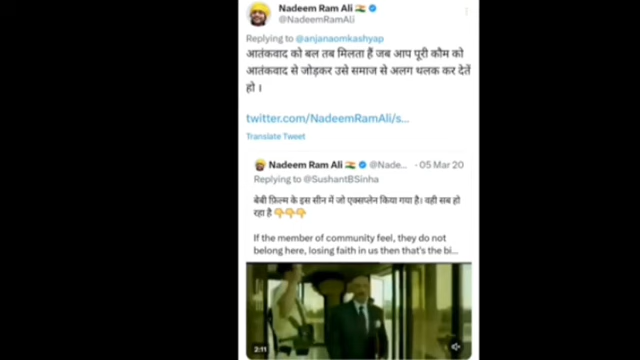 Nadeem Ram Ali 🇮🇳
@NadeemRamAli
Replying to @anjanaomkashyap
आतंकवाद को बल तब मिलता हैं जब आप पूरी कौम को
आतंकवाद से जोड़कर उसे समाज से अलग थलक कर देतें
हो ।
twitter.com/NadeemRamAli/s...
Translate Tweet
Nadeem Ram Ali 🇮🇳 @Nade... · 05 Mar 20
Replying to @SushantBSinha
बेबी फ़िल्म के इस सीन में जो एक्सप्लेन किया गया है। वही सब हो
रहा है 👇👇👇
If the member of community feel, they do not
belong here, losing faith in us then that's the bi...
2:11